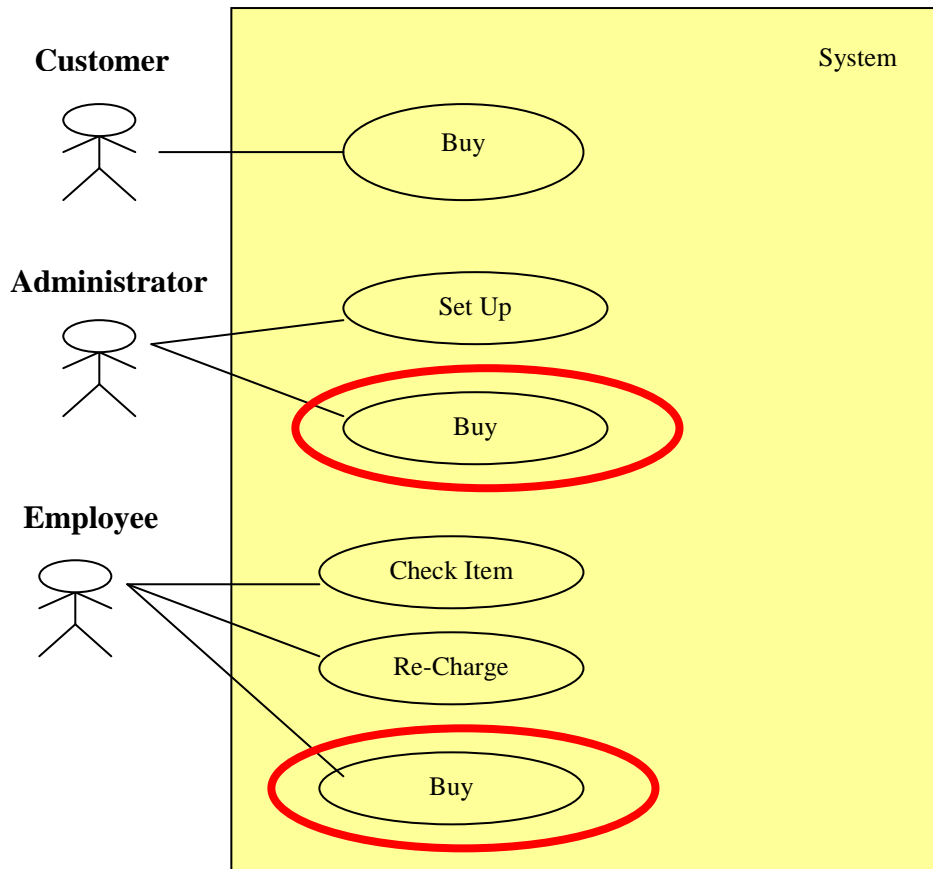 Customer
System
Buy
Administrator
Set Up
Buy
Employee
Check Item
Re-Charge
Buy